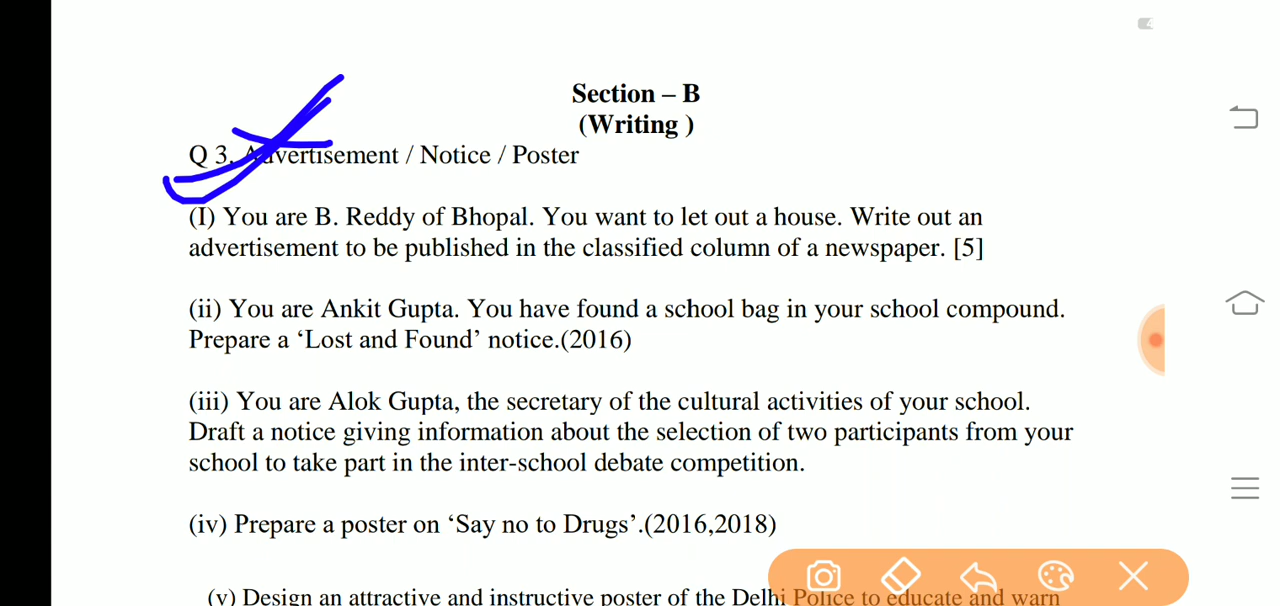 Section – B
(Writing )
Q 3. Advertisement / Notice / Poster
(I) You are B. Reddy of Bhopal. You want to let out a house. Write out an
advertisement to be published in the classified column of a newspaper. [5]
(ii) You are Ankit Gupta. You have found a school bag in your school compound.
Prepare a ‘Lost and Found’ notice.(2016)
(iii) You are Alok Gupta, the secretary of the cultural activities of your school.
Draft a notice giving information about the selection of two participants from your
school to take part in the inter-school debate competition.
(iv) Prepare a poster on ‘Say no to Drugs’.(2016,2018)
(v) Design an attractive and instructive poster of the Delhi Police to educate and warn